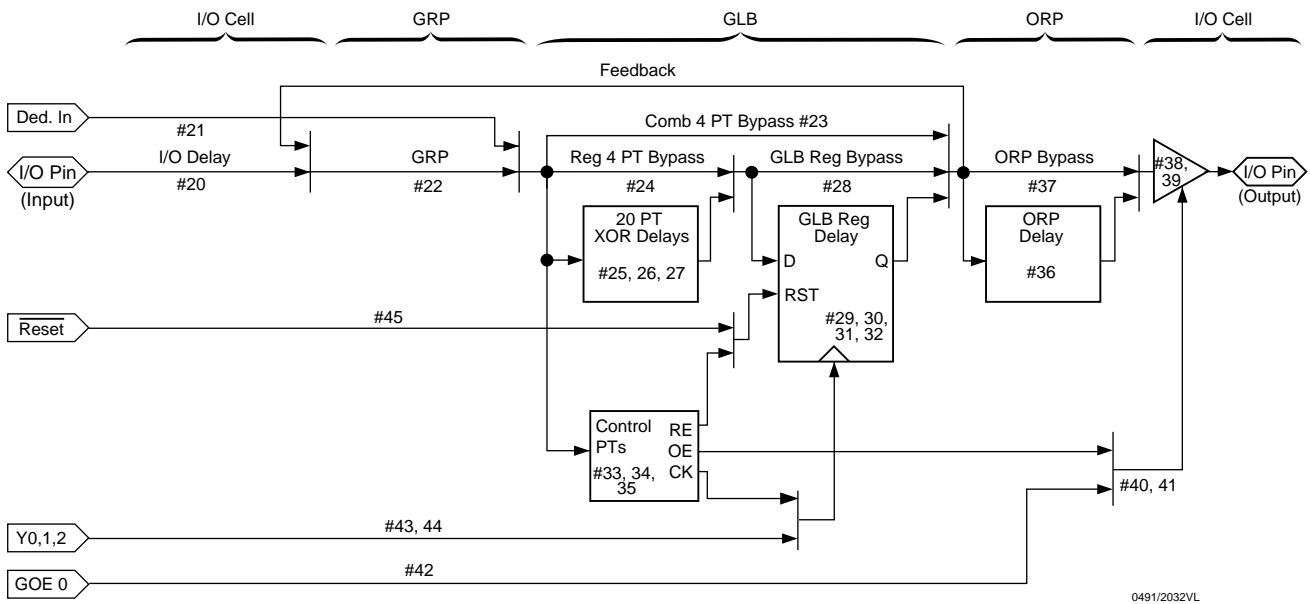 I/O Cell
GRP
GLB
ORP
I/O Cell
Feedback
Ded. In
#21
Comb 4 PT Bypass #23
I/O Pin
(Input)
I/O Delay
#20
GRP
#22
Reg 4 PT Bypass
#24
GLB Reg Bypass
#28
ORP Bypass
#37
#38,
39
I/O Pin
(Output)
20 PT
XOR Delays
#25, 26, 27
GLB Reg
Delay
D
Q
RST
#29, 30,
31, 32
ORP
Delay
#36
Reset
#45
Control
PTs
#33, 34,
35
RE
OE
CK
#40, 41
Y0,1,2
#43, 44
GOE 0
#42
0491/2032VL